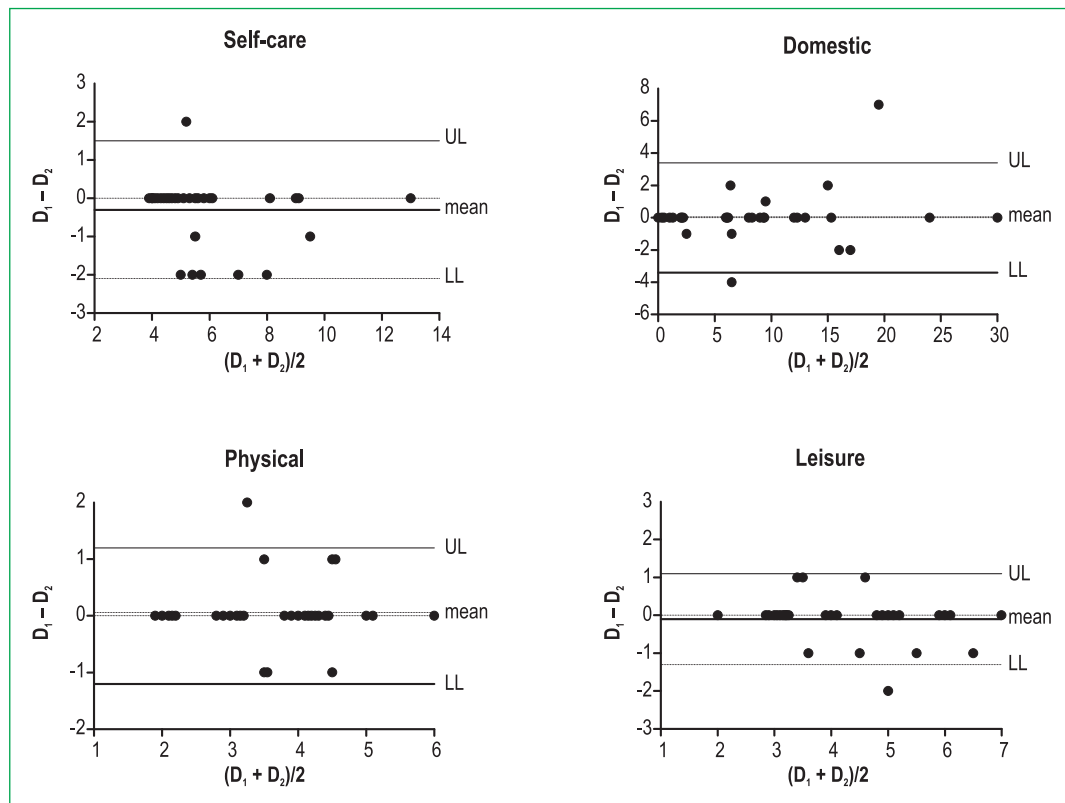 Self-care
3
2
UL
1
0
mean
-1
-2
LL
-3
2 4 6 8 10 12 14
D₁ – D₂
(D₁ + D₂)/2
Domestic
8
6
4
UL
2
0
mean
-2
LL
-4
-6
0 5 10 15 20 25 30
D₁ – D₂
(D₁ + D₂)/2
Physical
2
UL
1
mean
0
-1
LL
-2
1 2 3 4 5 6
D₁ – D₂
(D₁ + D₂)/2
Leisure
3
2
UL
1
0
mean
-1
LL
-2
-3
1 2 3 4 5 6 7
D₁ – D₂
(D₁ + D₂)/2